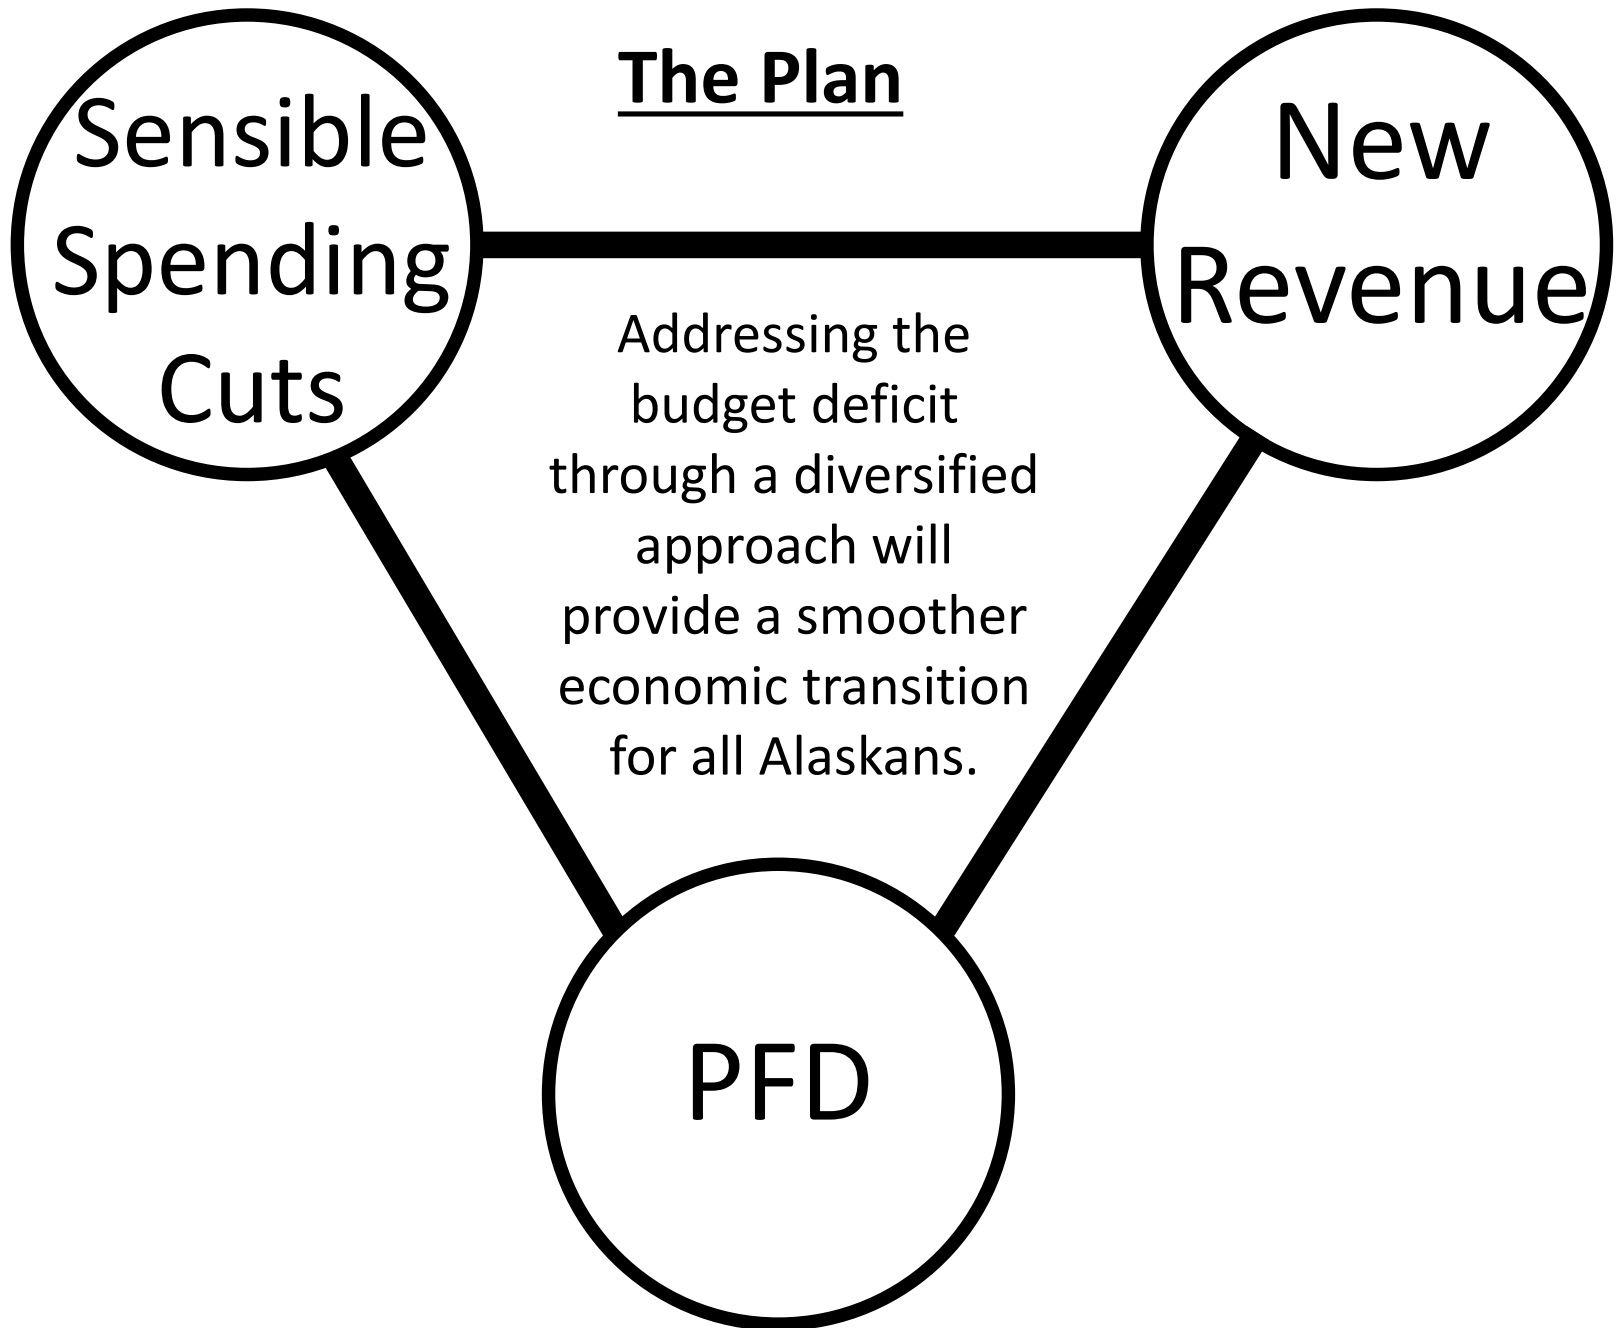 The Plan
Sensible
Spending
Cuts
New
Revenue
Addressing the
budget deficit
through a diversified
approach will
provide a smoother
economic transition
for all Alaskans.
PFD